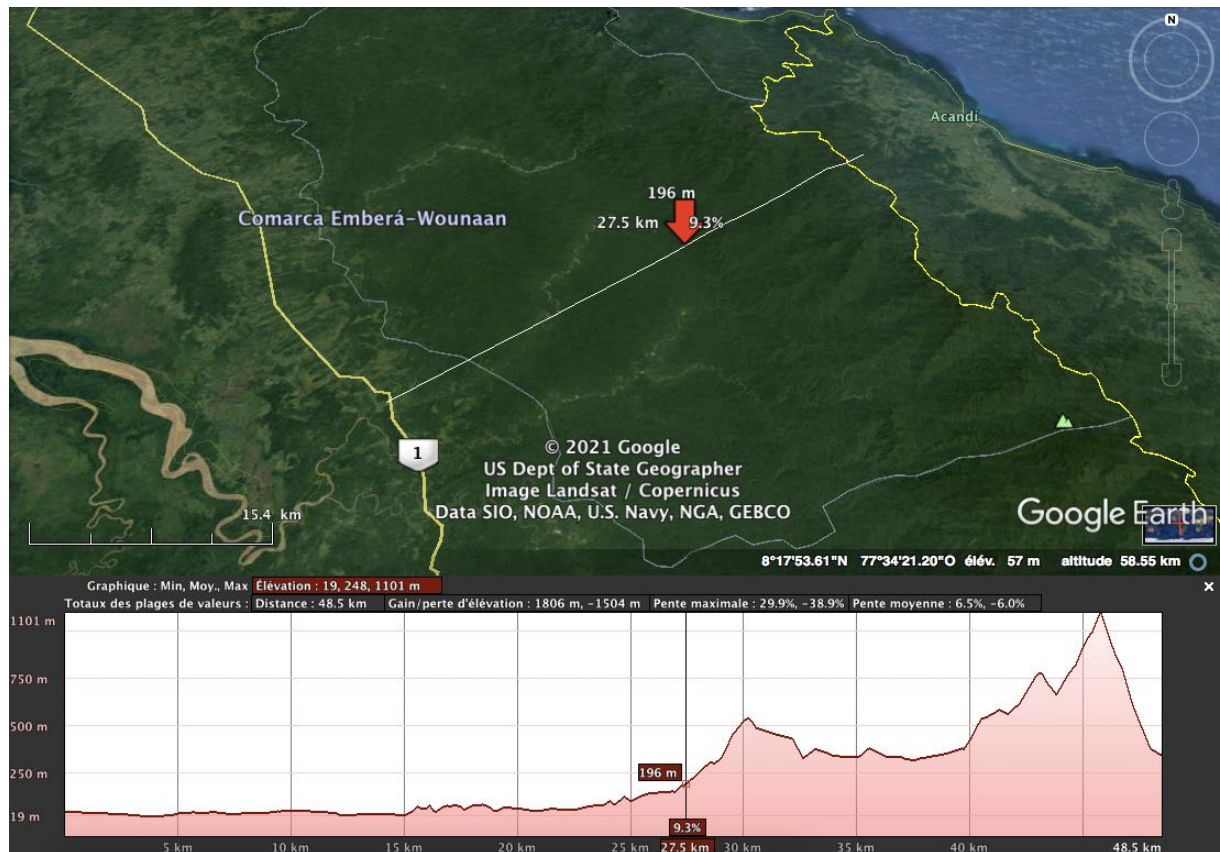 N
Acandí
196 m
27.5 km 9.3%
Comarca Emberá-Wounaan
1
© 2021 Google
US Dept of State Geographer
Image Landsat / Copernicus
Data SIO, NOAA, U.S. Navy, NGA, GEBCO
15.4 km
Google Earth
8°17'53.61"N 77°34'21.20"O élév. 57 m altitude 58.55 km
Graphique : Min, Moy., Max Élévation : 19, 248, 1101 m
Totaux des plages de valeurs : Distance : 48.5 km Gain/perte d'élévation : 1806 m, -1504 m Pente maximale : 29.9%, -38.9% Pente moyenne : 6.5%, -6.0%
1101 m
750 m
500 m
250 m
196 m
19 m
9.3%
5 km 10 km 15 km 20 km 25 km 27.5 km 30 km 35 km 40 km 48.5 km